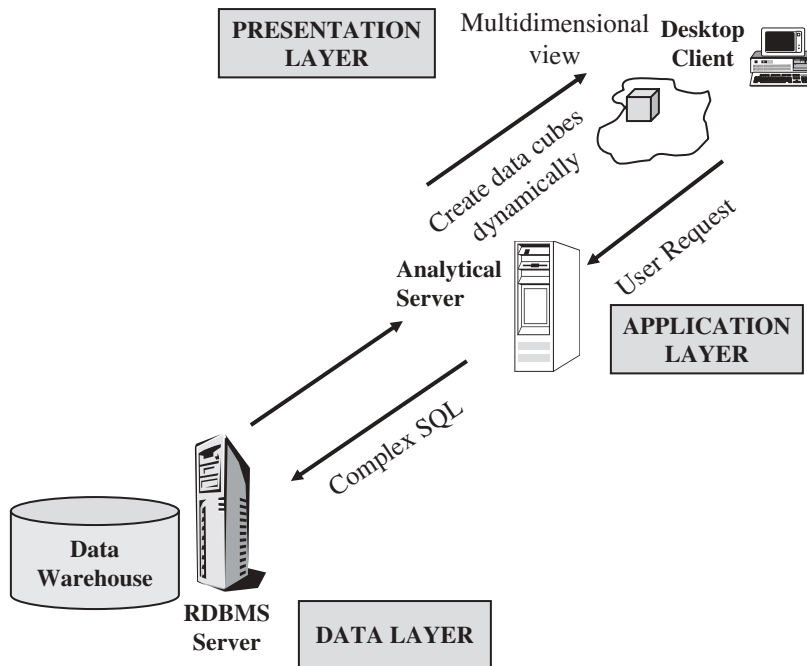 PRESENTATION
LAYER
Multidimensional
view
Desktop
Client
Create data cubes
dynamically
User Request
Analytical
Server
APPLICATION
LAYER
Complex SQL
Data
Warehouse
RDBMS
Server
DATA LAYER